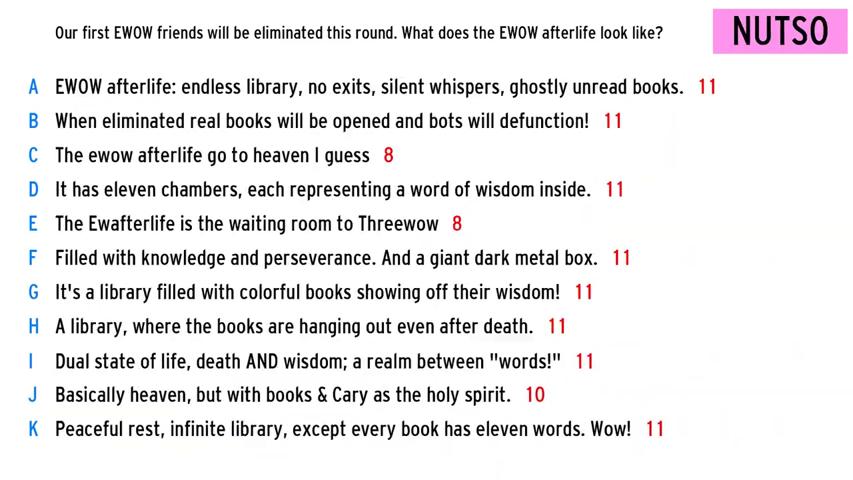 Our first EWOW friends will be eliminated this round. What does the EWOW afterlife look like?
NUTSO
A EWOW afterlife: endless library, no exits, silent whispers, ghostly unread books. 11
B When eliminated real books will be opened and bots will defunction! 11
C The ewow afterlife go to heaven I guess 8
D It has eleven chambers, each representing a word of wisdom inside. 11
E The Ewafterlife is the waiting room to Threewow 8
F Filled with knowledge and perseverance. And a giant dark metal box. 11
G It's a library filled with colorful books showing off their wisdom! 11
H A library, where the books are hanging out even after death. 11
I Dual state of life, death AND wisdom; a realm between "words!" 11
J Basically heaven, but with books & Cary as the holy spirit. 10
K Peaceful rest, infinite library, except every book has eleven words. Wow! 11